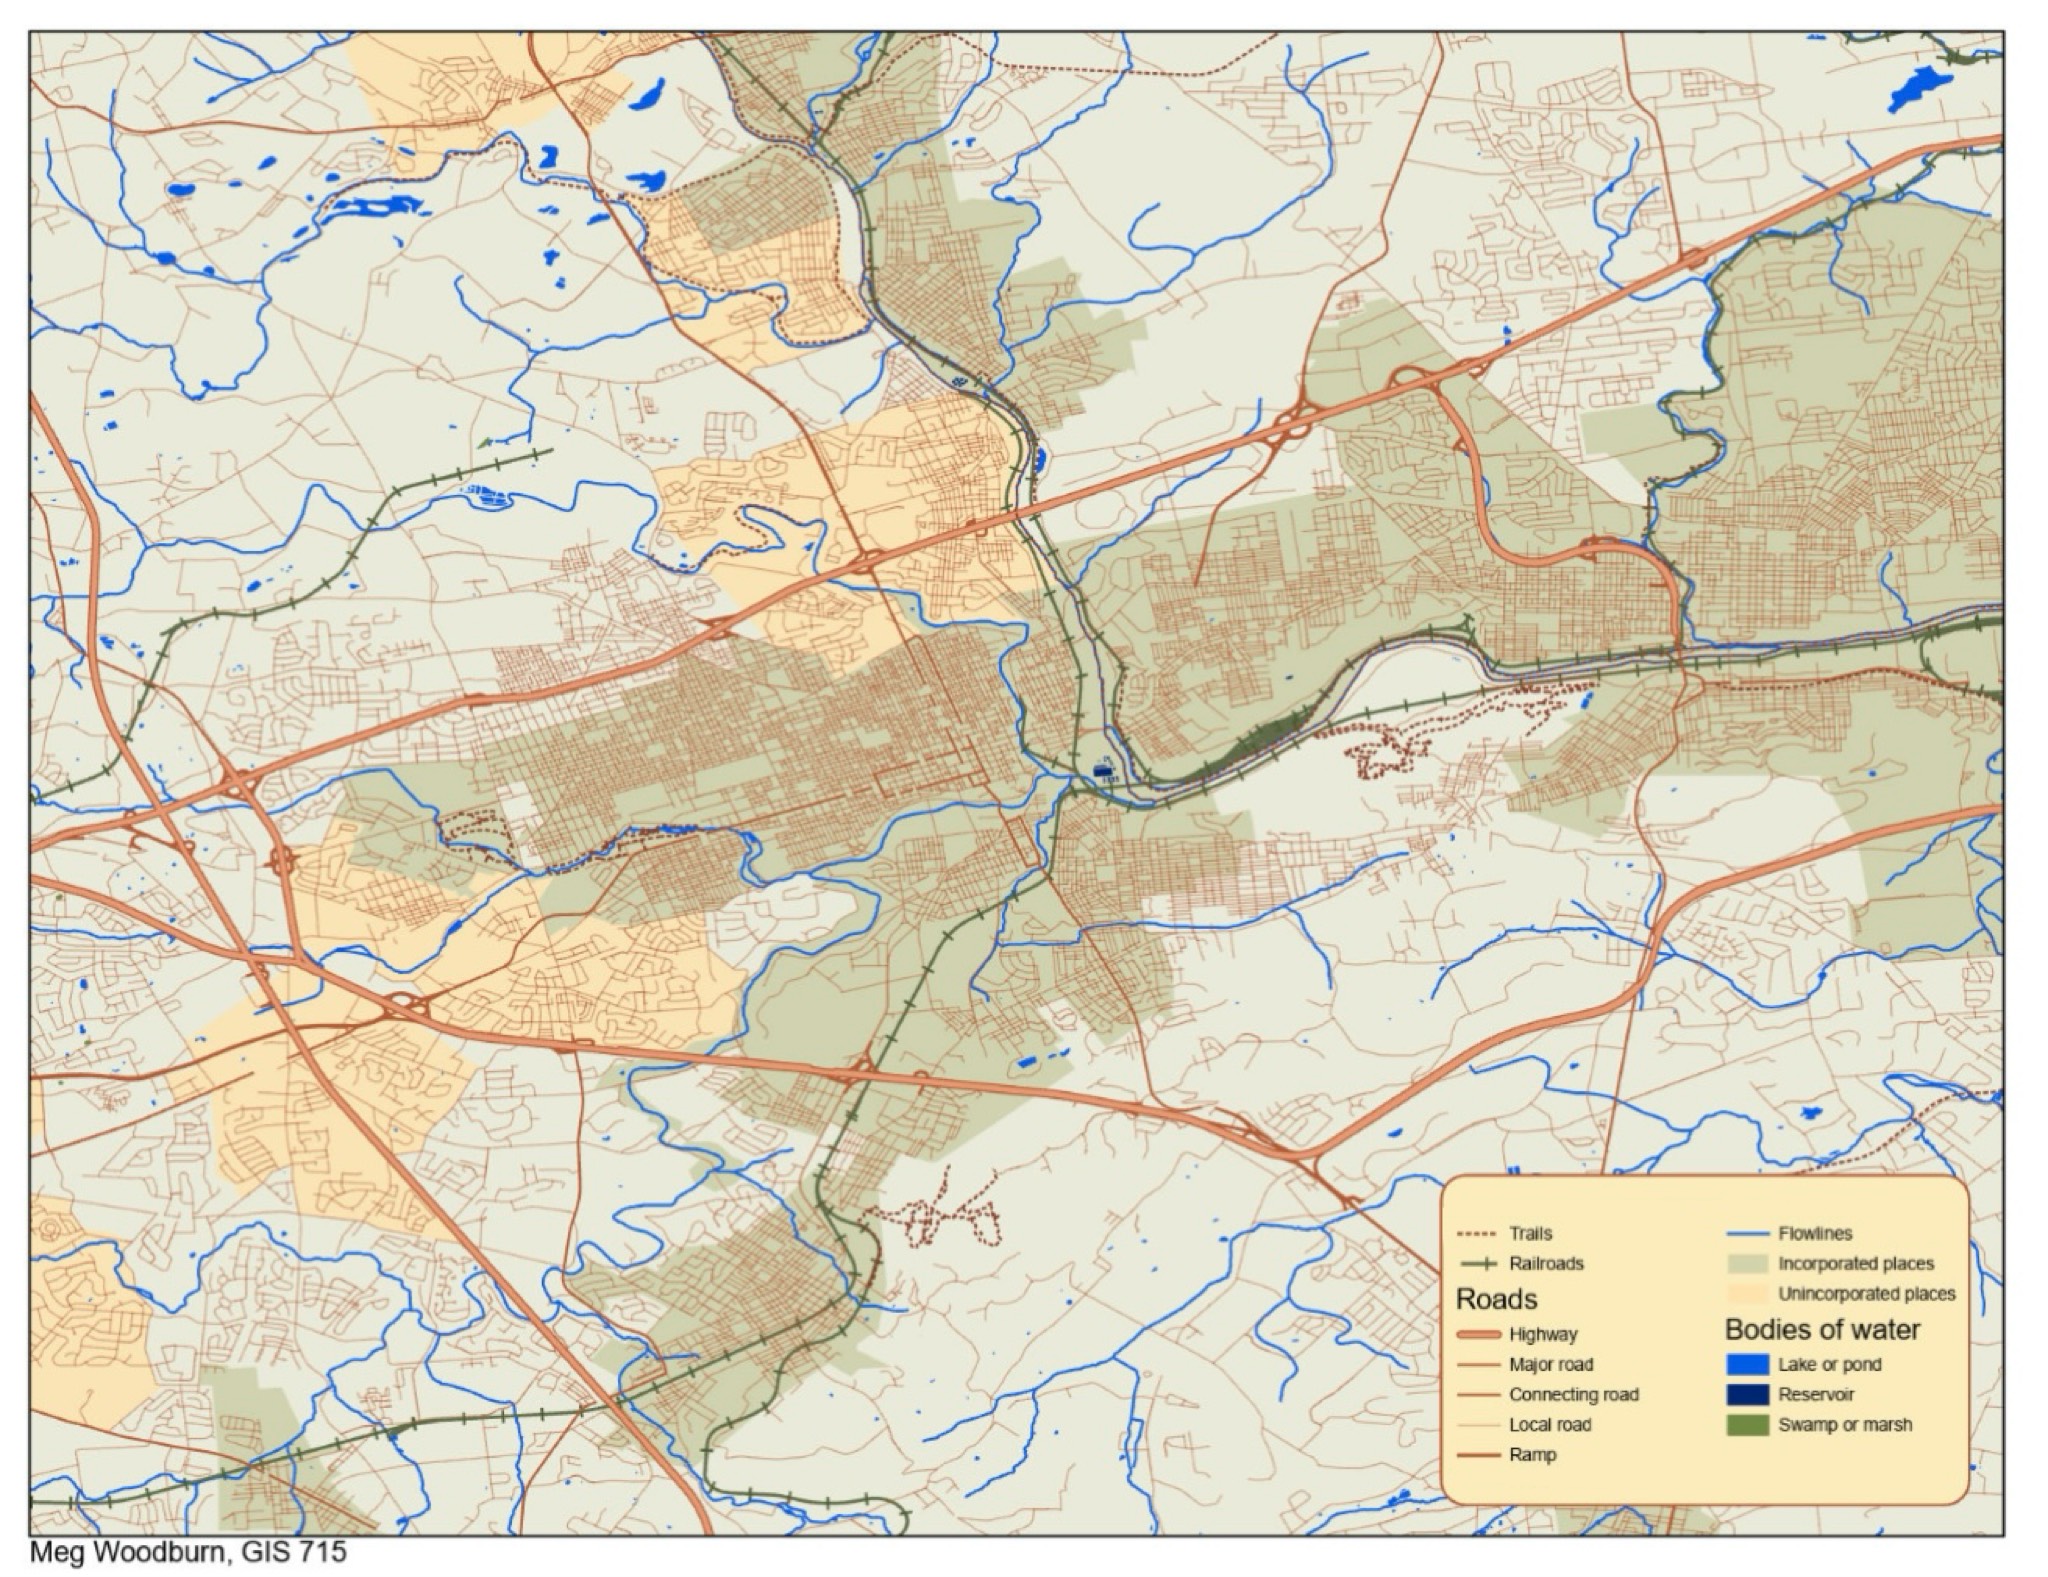 Trails
Railroads
Roads
Highway
Major road
Connecting road
Local road
Ramp
Flowlines
Incorporated places
Unincorporated places
Bodies of water
Lake or pond
Reservoir
Swamp or marsh
Meg Woodburn, GIS 715